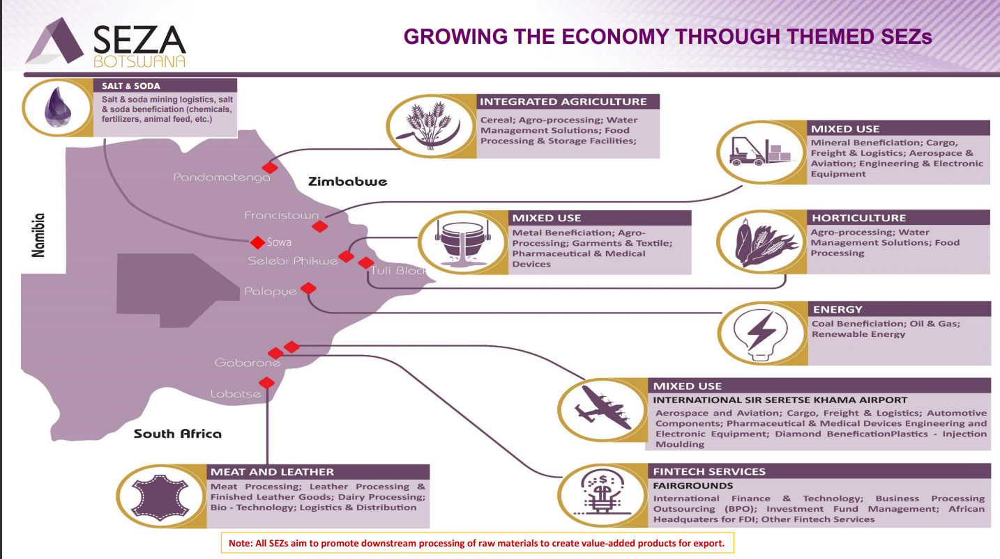 SEZA
BOTSWANA
GROWING THE ECONOMY THROUGH THEMED SEZs
SALT & SODA
Salt & soda mining logistics, salt
& soda beneficiation (chemicals,
fertilizers, animal feed, etc.)
INTEGRATED AGRICULTURE
Cereal; Agro-processing; Water
Management Solutions; Food
Processing & Storage Facilities;
MIXED USE
Mineral Beneficiation; Cargo,
Freight & Logistics; Aerospace &
Aviation; Engineering & Electronic
Equipment
Pandamatenga
Zimbabwe
Namibia
Francistown
Sowa
Selebi Phikwe
Tuli Block
Palapye
Gaborone
Lobatse
South Africa
MIXED USE
Metal Beneficiation; Agro-
Processing; Garments & Textile;
Pharmaceutical & Medical
Devices
HORTICULTURE
Agro-processing; Water
Management Solutions; Food
Processing
ENERGY
Coal Beneficiation; Oil & Gas;
Renewable Energy
MIXED USE
INTERNATIONAL SIR SERETSE KHAMA AIRPORT
Aerospace and Aviation; Cargo, Freight & Logistics; Automotive
Components; Pharmaceutical & Medical Devices Engineering and
Electronic Equipment; Diamond BeneficationPlastics - Injection
Moulding
MEAT AND LEATHER
Meat Processing; Leather Processing &
Finished Leather Goods; Dairy Processing;
Bio - Technology; Logistics & Distribution
$
FINTECH SERVICES
FAIRGROUNDS
International Finance & Technology; Business Processing
Outsourcing (BPO); Investment Fund Management; African
Headquaters for FDI; Other Fintech Services
Note: All SEZs aim to promote downstream processing of raw materials to create value-added products for export.